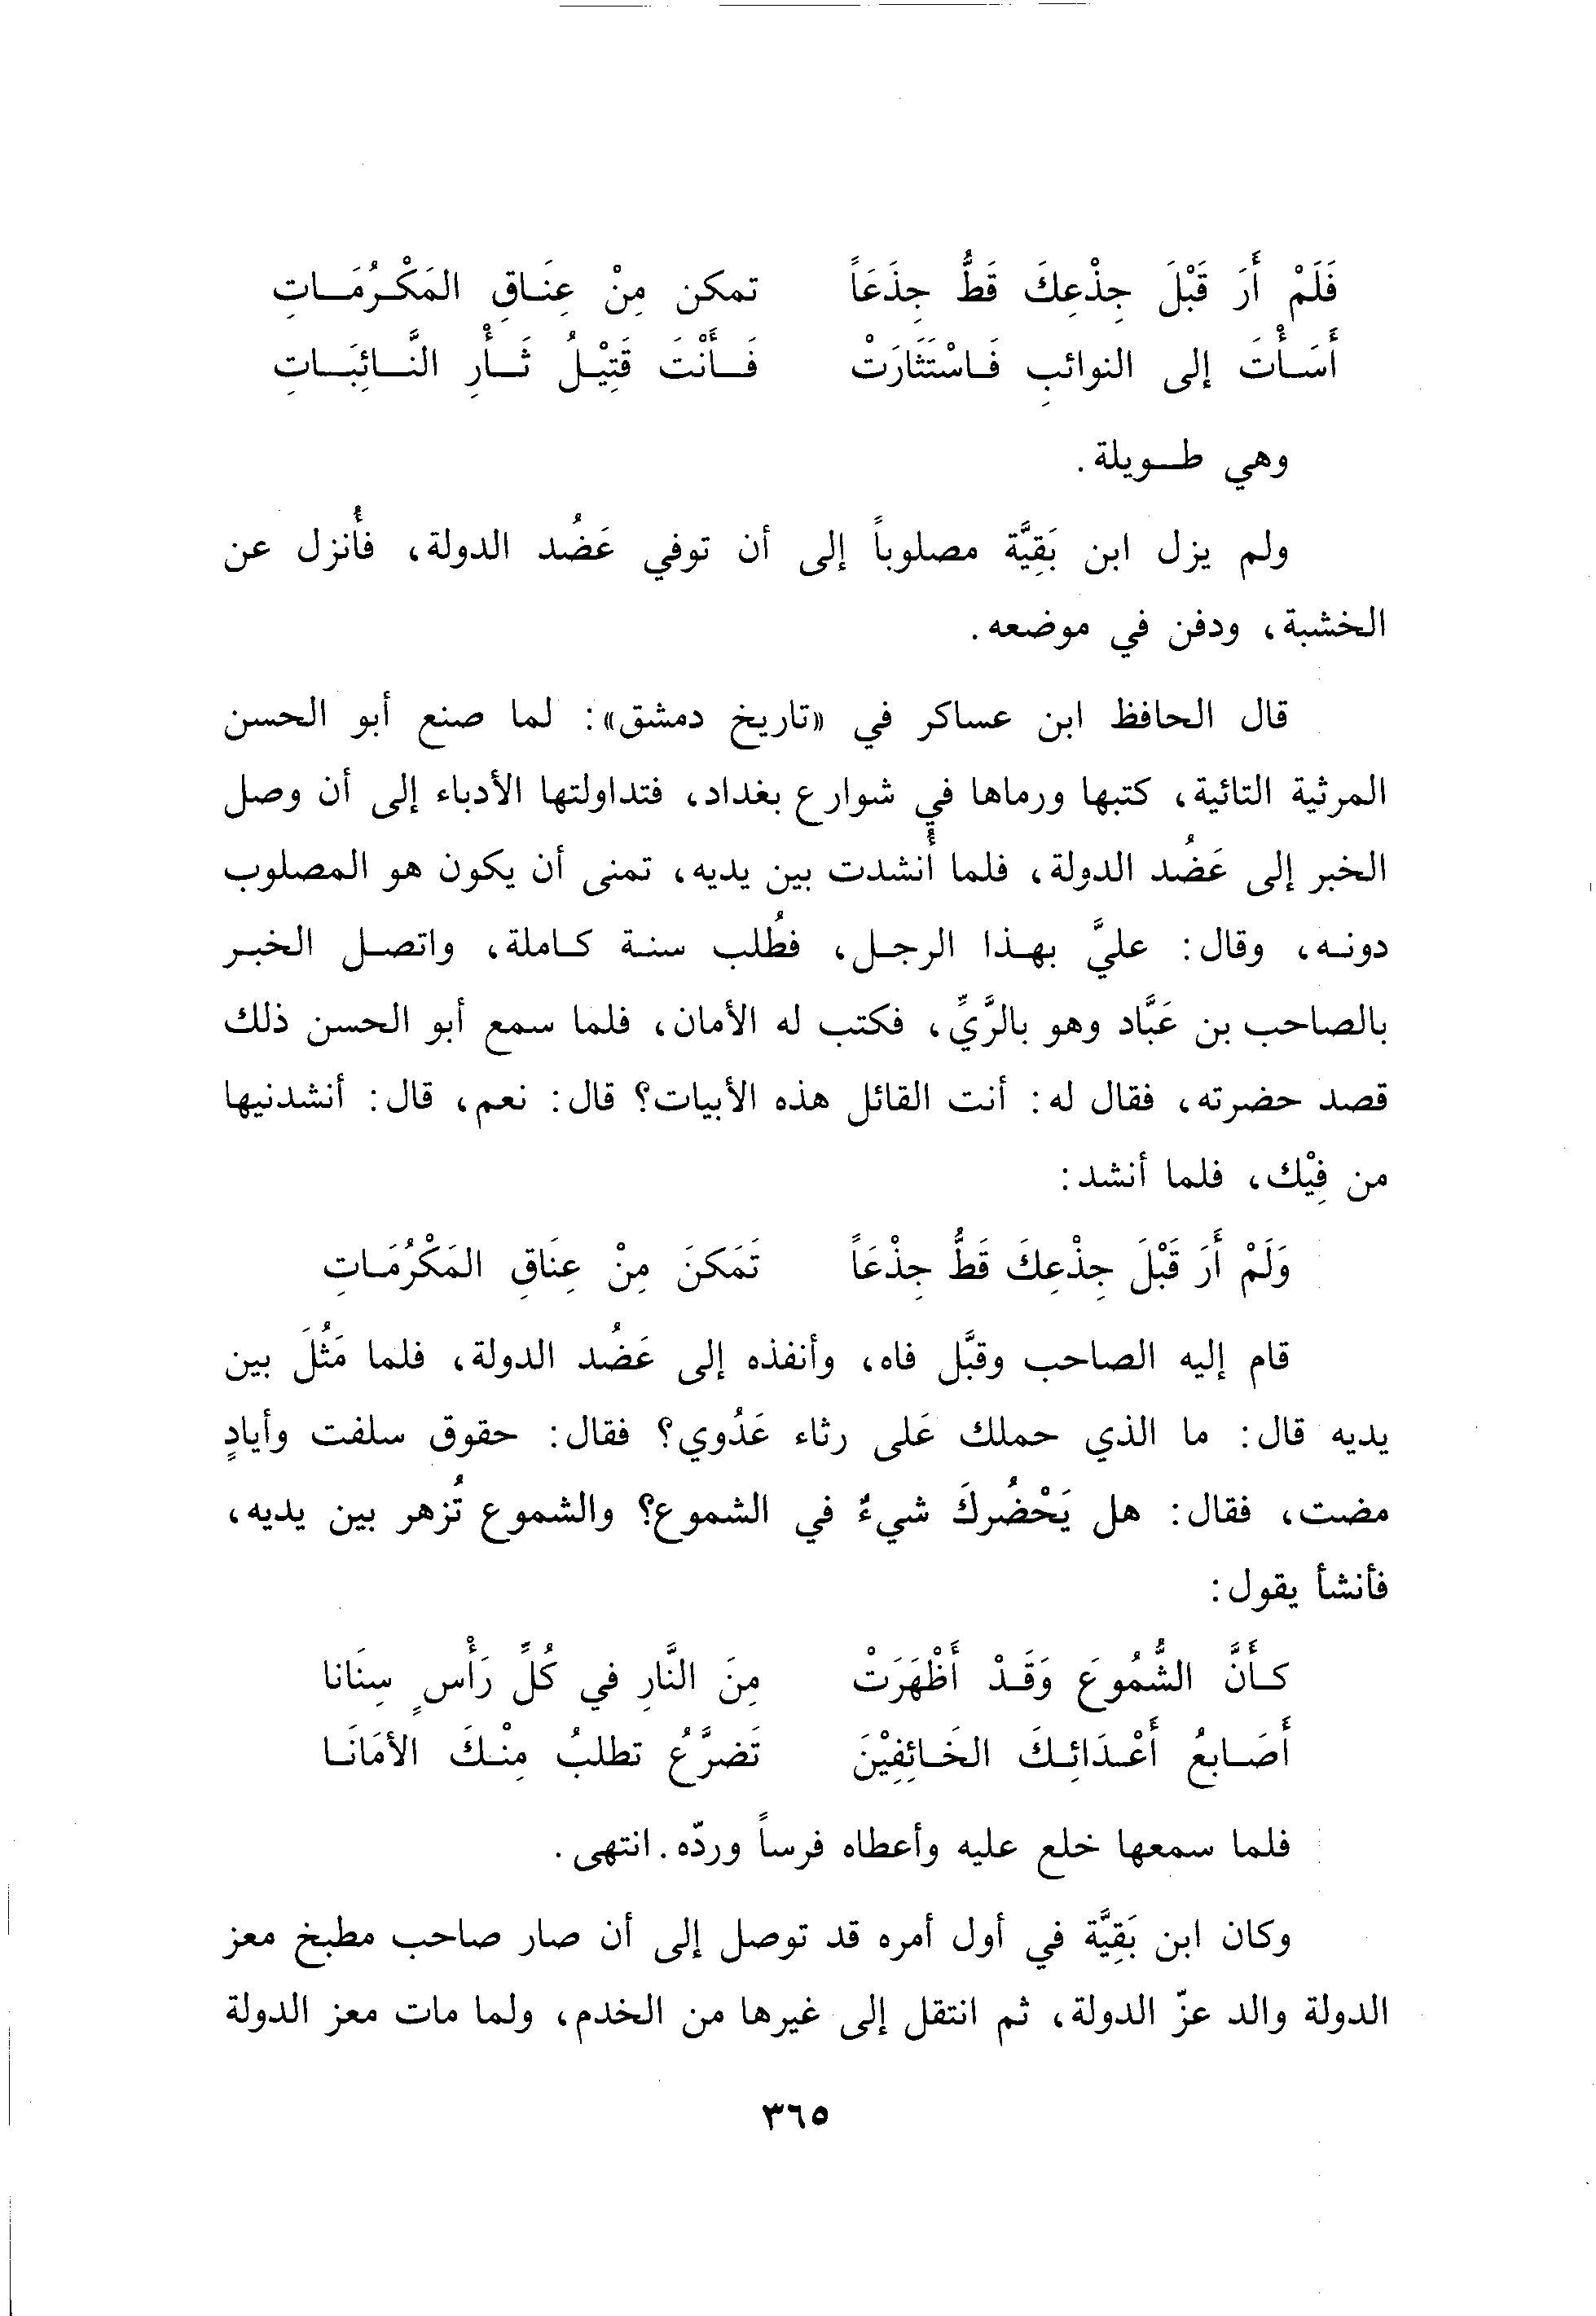 فَلَمْ أَرَ قَبْلَ جِذْعِكَ قَطُّ جِذَعَاً تمكن مِنْ عِنَاقِ المَكْرُمَاتِ
أَسَأْتَ إلى النوائبِ فَاسْتَثَارَتْ فَأَنْتَ قَتِيْلُ ثَأْرِ النَّائِبَاتِ
وهي طويلة.
ولم يزل ابن بَقِيَّة مصلوباً إلى أن توفي عَضُد الدولة، فأُنزل عن
الخشبة، ودفن في موضعه.
قال الحافظ ابن عساكر في «تاريخ دمشق»: لما صنع أبو الحسن
المرثية التائية، كتبها ورماها في شوارع بغداد، فتداولتها الأدباء إلى أن وصل
الخبر إلى عَضُد الدولة، فلما أُنشدت بين يديه، تمنى أن يكون هو المصلوب
دونه، وقال: عليَّ بهذا الرجل، فطُلب سنة كاملة، واتصل الخبر
بالصاحب بن عَبَّاد وهو بالرَّيِّ، فكتب له الأمان، فلما سمع أبو الحسن ذلك
قصد حضرته، فقال له: أنت القائل هذه الأبيات؟ قال: نعم، قال: أنشدنيها
من فِيْك، فلما أنشد:
وَلَمْ أَرَ قَبْلَ جِذْعِكَ قَطُّ جِذْعَاً تَمَكنَ مِنْ عِنَاقِ المَكْرُمَاتِ
قام إليه الصاحب وقبَّل فاه، وأنفذه إلى عَضُد الدولة، فلما مَثُلَ بين
يديه قال: ما الذي حملك عَلى رثاء عَدُوي؟ فقال: حقوق سلفت وأيادٍ
مضت، فقال: هل يَحْضُركَ شيءٌ في الشموع؟ والشموع تُزهر بين يديه،
فأنشأ يقول:
كأَنَّ الشُّمُوعَ وَقَدْ أَظْهَرَتْ مِنَ النَّارِ في كُلِّ رَأْسٍ سِنَانا
أَصَابعُ أَعْدَائِكَ الخَائِفِيْنَ تَضرَّعُ تطلبُ مِنْكَ الأمَانَا
فلما سمعها خلع عليه وأعطاه فرساً وردّه. انتهى.
وكان ابن بَقِيَّة في أول أمره قد توصل إلى أن صار صاحب مطبخ معز
الدولة والد عزّ الدولة، ثم انتقل إلى غيرها من الخدم، ولما مات معز الدولة
٣٦٥